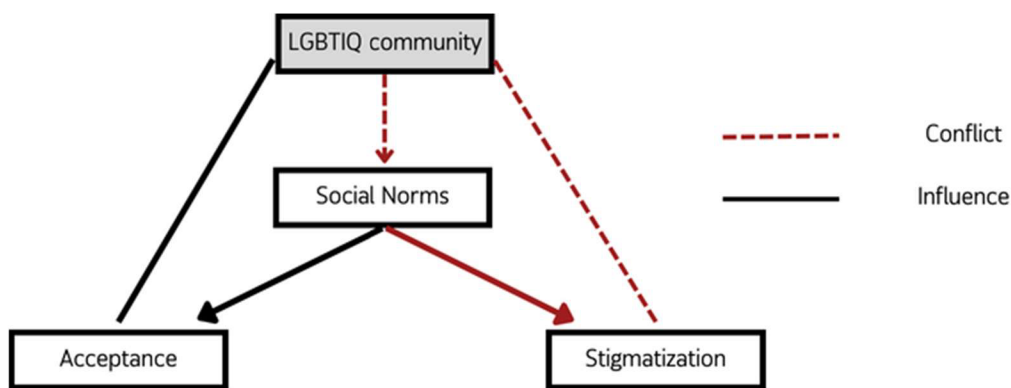 LGBTIQ community
Social Norms
Conflict
Influence
Acceptance
Stigmatization